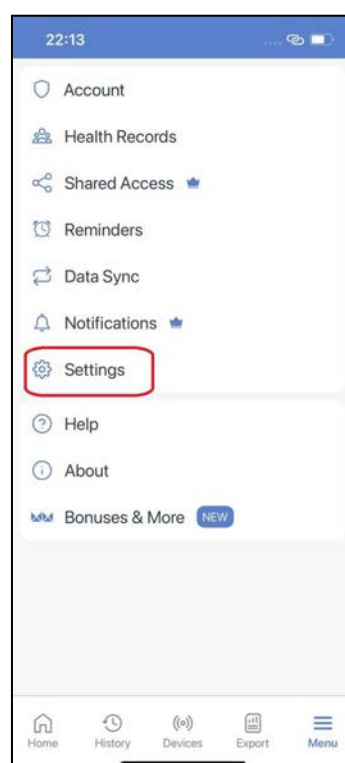 22:13
Account
Health Records
Shared Access
Reminders
Data Sync
Notifications
Settings
Help
About
Bonuses & More NEW
Home History Devices Export Menu